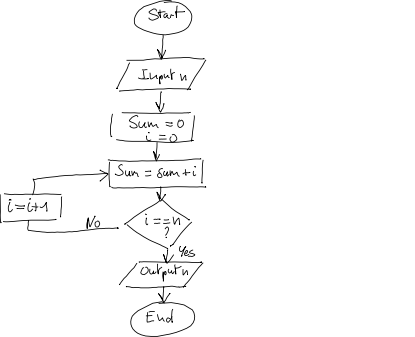 Start
Input n
Sum = 0
i = 0
Sum = sum + i
i = i+1
No
i == n
?
Yes
Output n
End